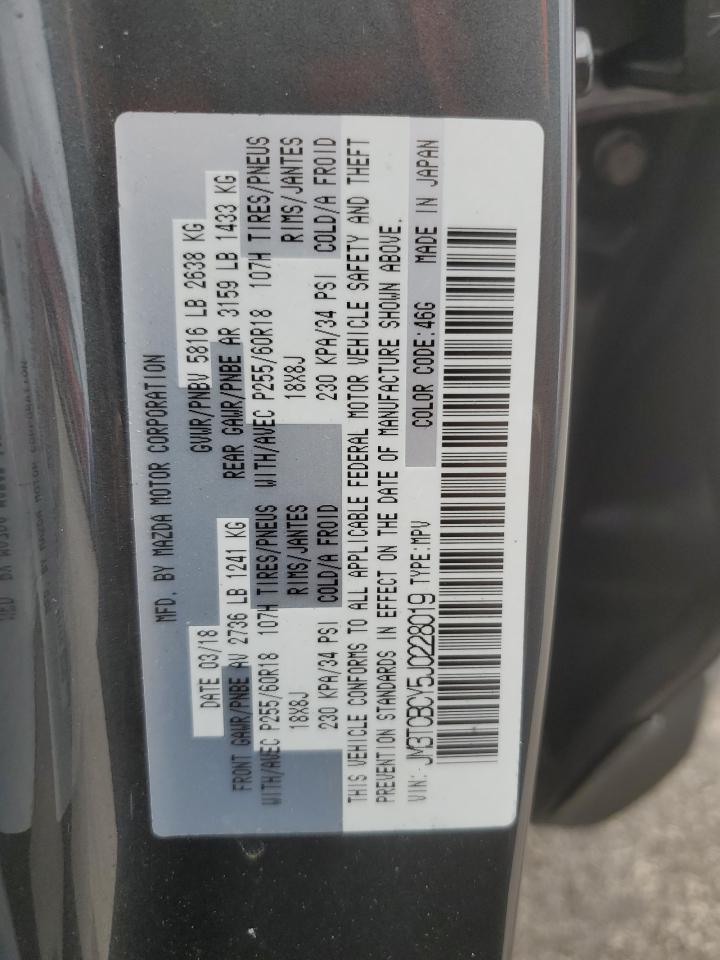 MFD. BY MAZDA MOTOR CORPORATION
DATE 03/18 GVWR/PNBV 5816 LB 2638 KG
FRONT GAWR/PNBE AV 2736 LB 1241 KG REAR GAWR/PNBE AR 3159 LB 1433 KG
WITH/AVEC P255/60R18 107H TIRES/PNEUS WITH/AVEC P255/60R18 107H TIRES/PNEUS
18X8J RIMS/JANTES 18X8J RIMS/JANTES
230 KPA/34 PSI COLD/A FROID 230 KPA/34 PSI COLD/A FROID
THIS VEHICLE CONFORMS TO ALL APPLICABLE FEDERAL MOTOR VEHICLE SAFETY AND THEFT
PREVENTION STANDARDS IN EFFECT ON THE DATE OF MANUFACTURE SHOWN ABOVE.
VIN: JM3TCBCY5J0228019 TYPE:MPV COLOR CODE:46G MADE IN JAPAN